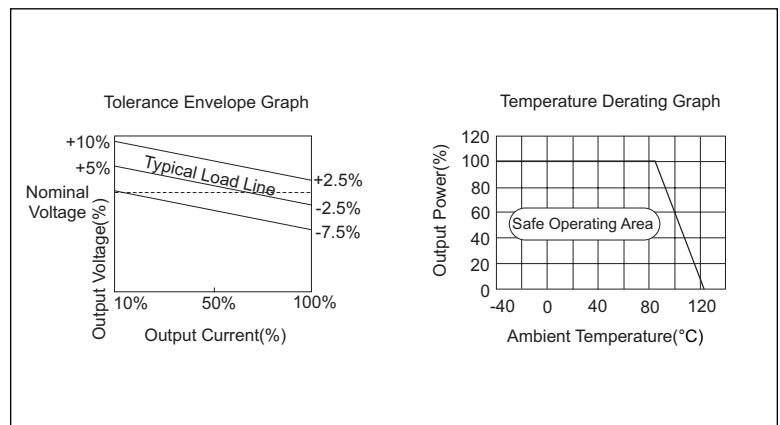 Tolerance Envelope Graph
+10%
+5%
Nominal
Voltage
Output Voltage(%)
Typical Load Line
+2.5%
-2.5%
-7.5%
10%
50%
100%
Output Current(%)
Temperature Derating Graph
Output Power(%)
120
100
80
60
40
20
0
Safe Operating Area
-40
0
40
80
120
Ambient Temperature(°C)